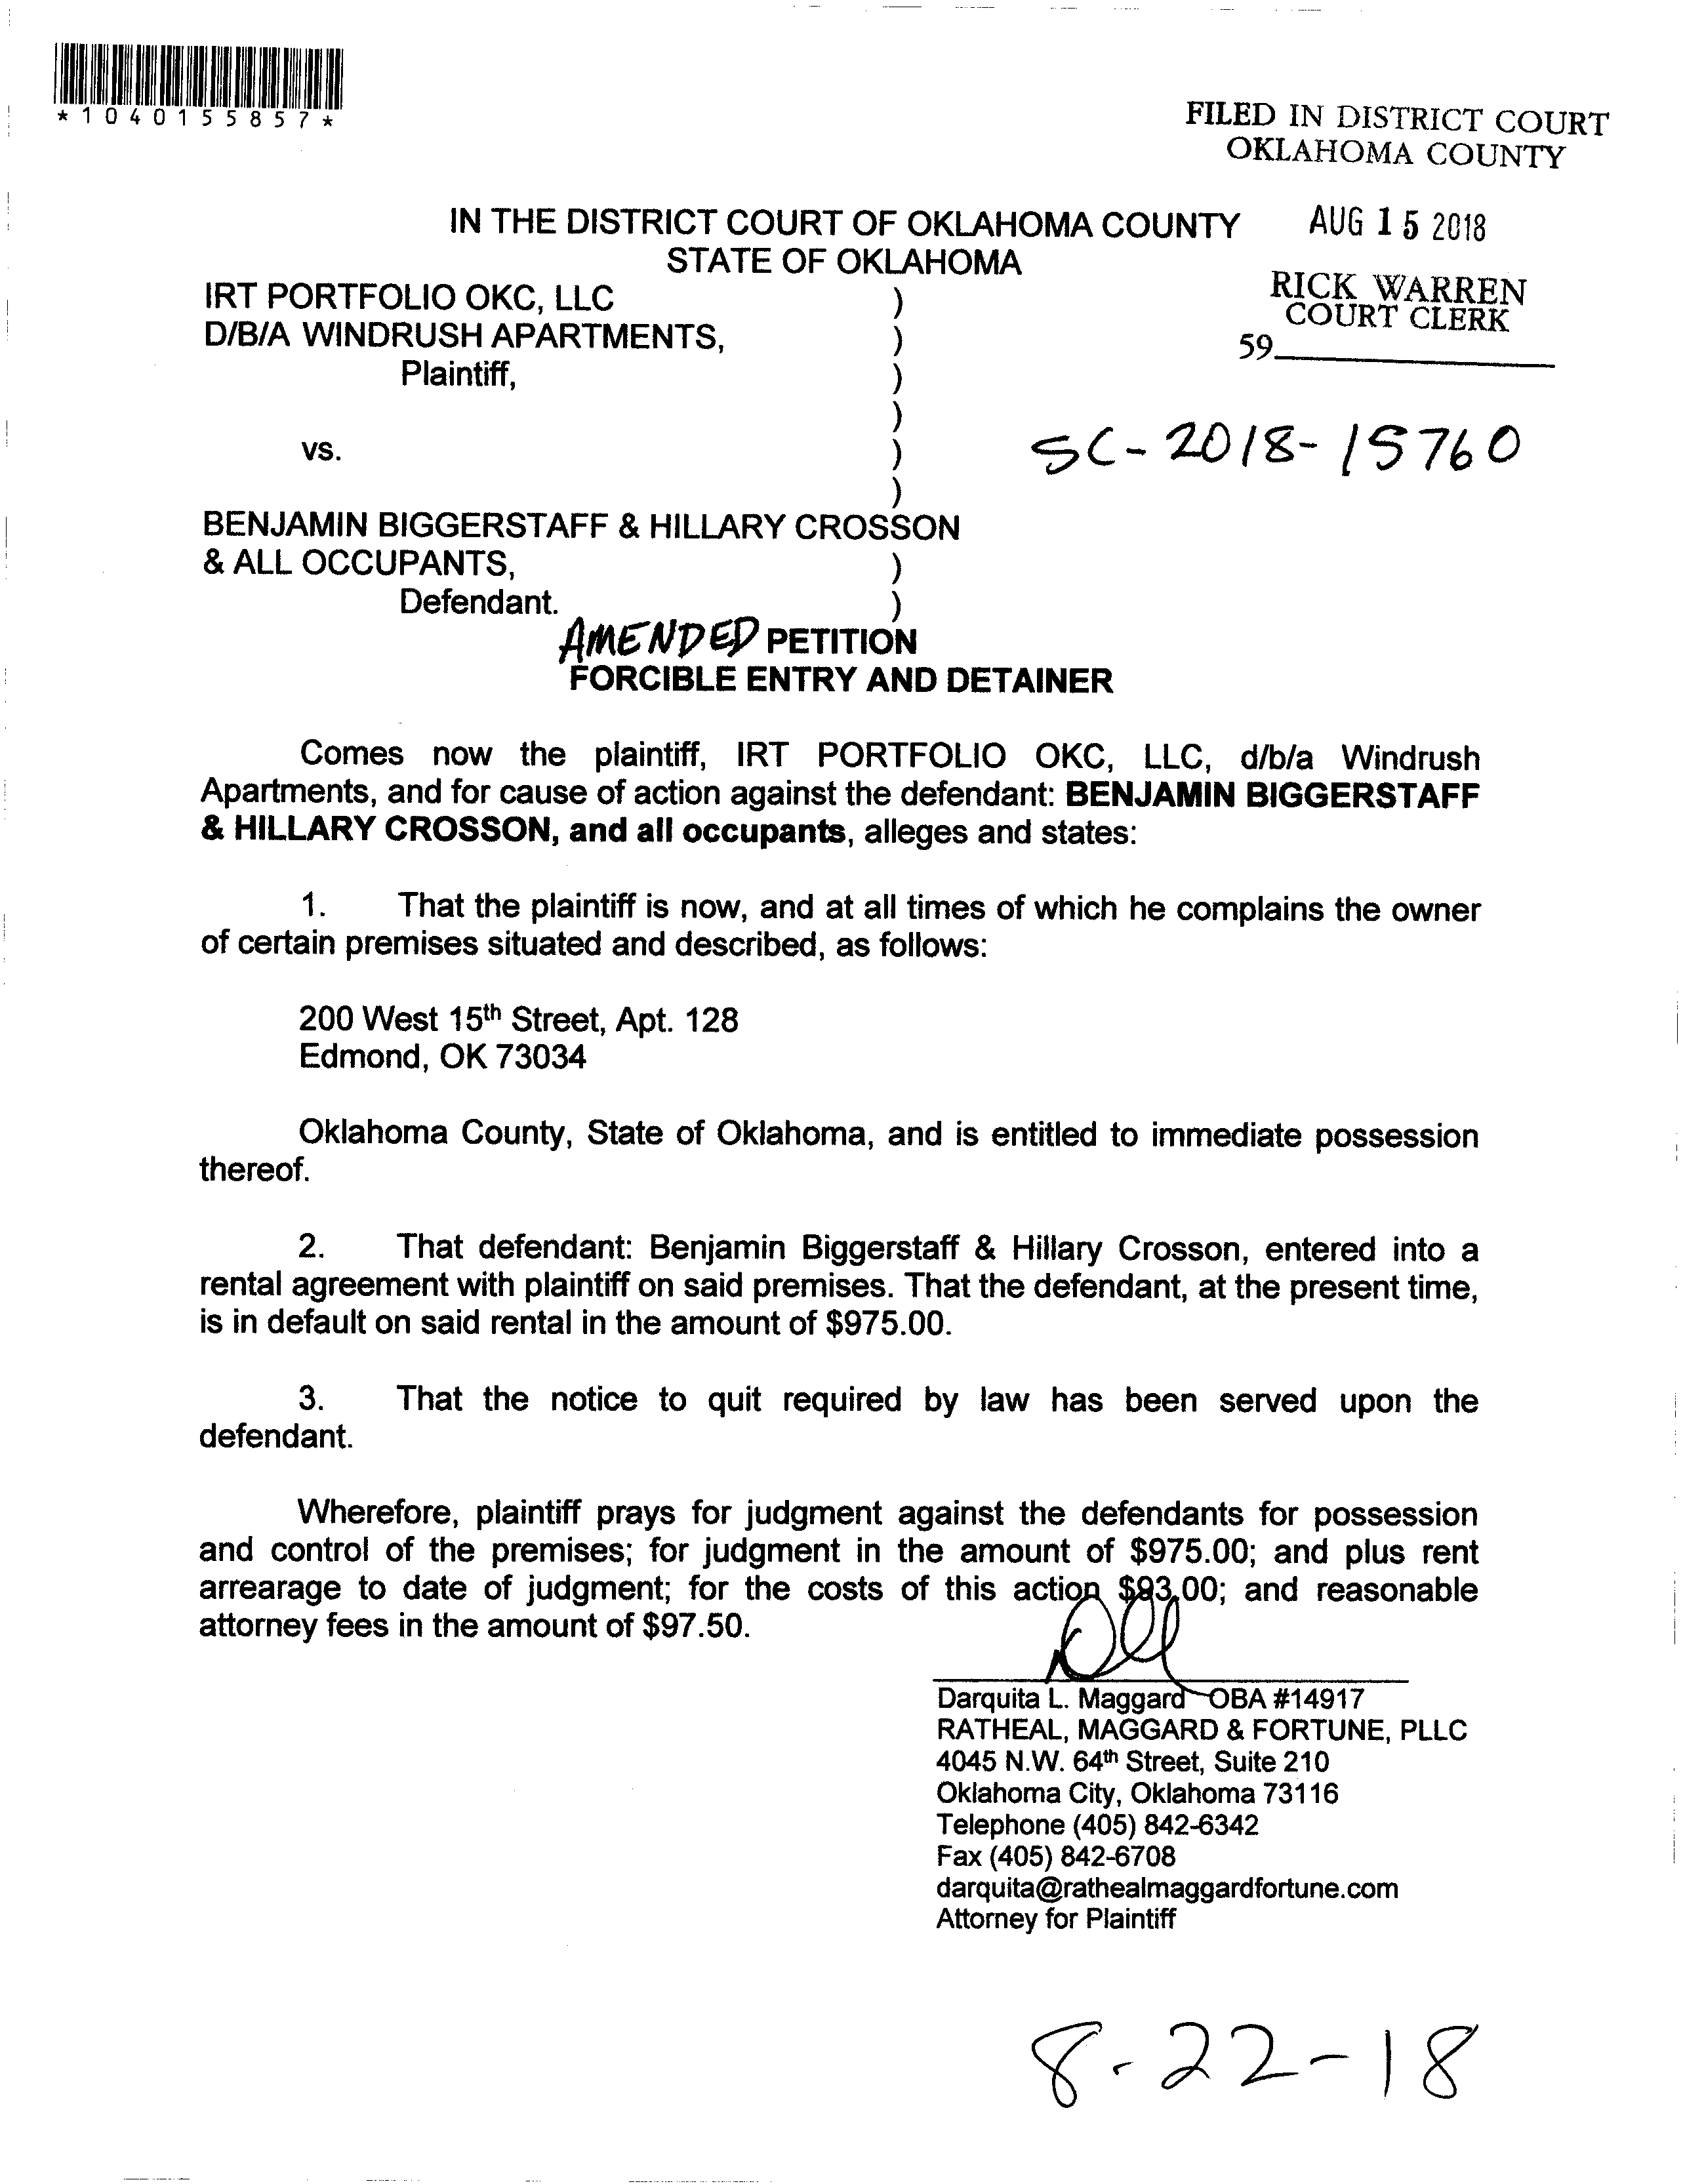 *1040155857*
FILED IN DISTRICT COURT
OKLAHOMA COUNTY
IN THE DISTRICT COURT OF OKLAHOMA COUNTY
AUG 15 2018
STATE OF OKLAHOMA
IRT PORTFOLIO OKC, LLC )
RICK WARREN
COURT CLERK
D/B/A WINDRUSH APARTMENTS, )
59
Plaintiff, )
)
vs. )
SC-2018-15760
)
BENJAMIN BIGGERSTAFF & HILLARY CROSSON
& ALL OCCUPANTS, )
Defendant. )
AMENDED PETITION
FORCIBLE ENTRY AND DETAINER
Comes now the plaintiff, IRT PORTFOLIO OKC, LLC, d/b/a Windrush
Apartments, and for cause of action against the defendant: BENJAMIN BIGGERSTAFF
& HILLARY CROSSON, and all occupants, alleges and states:
1. That the plaintiff is now, and at all times of which he complains the owner
of certain premises situated and described, as follows:
200 West 15th Street, Apt. 128
Edmond, OK 73034
Oklahoma County, State of Oklahoma, and is entitled to immediate possession
thereof.
2. That defendant: Benjamin Biggerstaff & Hillary Crosson, entered into a
rental agreement with plaintiff on said premises. That the defendant, at the present time,
is in default on said rental in the amount of $975.00.
3. That the notice to quit required by law has been served upon the
defendant.
Wherefore, plaintiff prays for judgment against the defendants for possession
and control of the premises; for judgment in the amount of $975.00; and plus rent
arrearage to date of judgment; for the costs of this action and reasonable
attorney fees in the amount of $97.50.
Darquita L. Maggard OBA #14917
RATHEAL, MAGGARD & FORTUNE, PLLC
4045 N.W. 64th Street, Suite 210
Oklahoma City, Oklahoma 73116
Telephone (405) 842-6342
Fax (405) 842-6708
darquita@rathealmaggardfortune.com
Attorney for Plaintiff
8-22-18